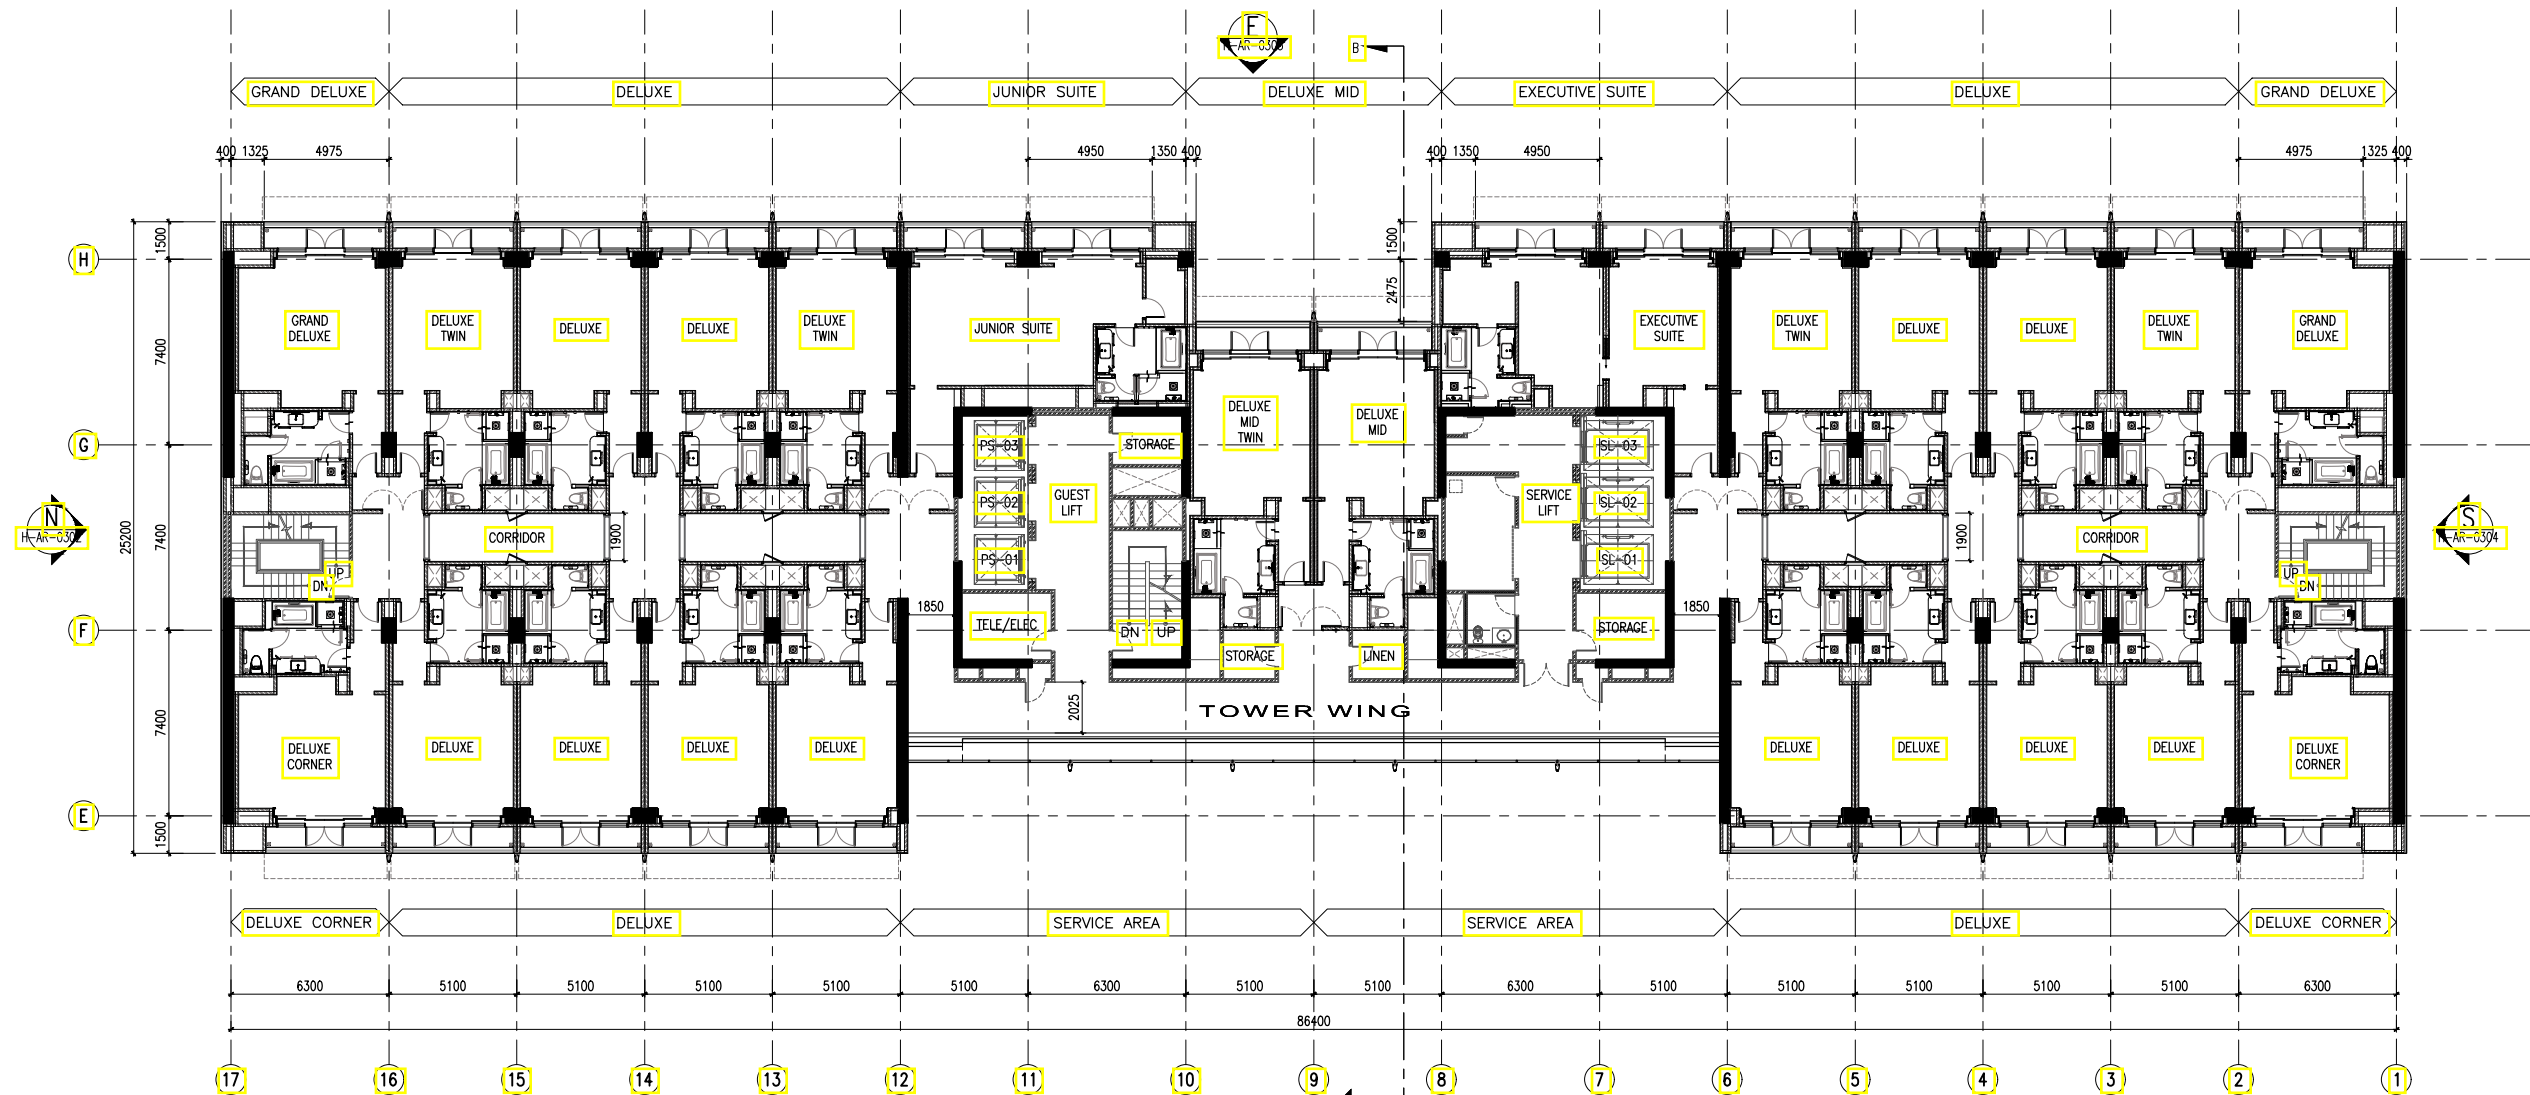 E
H-AR-0303
B
GRAND DELUXE
DELUXE
JUNIOR SUITE
DELUXE MID
EXECUTIVE SUITE
DELUXE
GRAND DELUXE
400 1325 4975 4950 1350 400 400 1350 4950 4975 1325 400
1500
1500
H
2475
GRAND
DELUXE
DELUXE
TWIN
DELUXE
DELUXE
DELUXE
TWIN
JUNIOR SUITE
EXECUTIVE
SUITE
DELUXE
TWIN
DELUXE
DELUXE
DELUXE
TWIN
GRAND
DELUXE
7400
DELUXE
MID
TWIN
DELUXE
MID
G
PS-03
STORAGE
SL-03
GUEST
LIFT
PS-02
SERVICE
LIFT
SL-02
N
H-AR-0302
S
H-AR-0304
25200
7400
CORRIDOR
1900
PS-01
SL-01
1900
CORRIDOR
UP
DN
UP
DN
1850
1850
F
TELE/ELEC
DN
UP
STORAGE
STORAGE
LINEN
2025
TOWER WING
7400
DELUXE
CORNER
DELUXE
DELUXE
DELUXE
DELUXE
DELUXE
DELUXE
DELUXE
DELUXE
DELUXE
CORNER
E
1500
DELUXE CORNER
DELUXE
SERVICE AREA
SERVICE AREA
DELUXE
DELUXE CORNER
6300 5100 5100 5100 5100 5100 6300 5100 5100 6300 5100 5100 5100 5100 5100 6300
86400
17 16 15 14 13 12 11 10 9 8 7 6 5 4 3 2 1